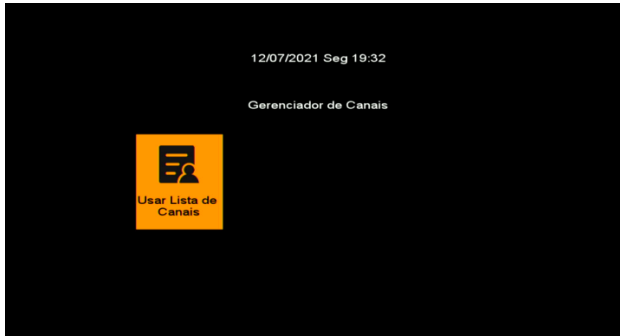 12/07/2021 Seg 19:32
Gerenciador de Canais
Usar Lista de
Canais